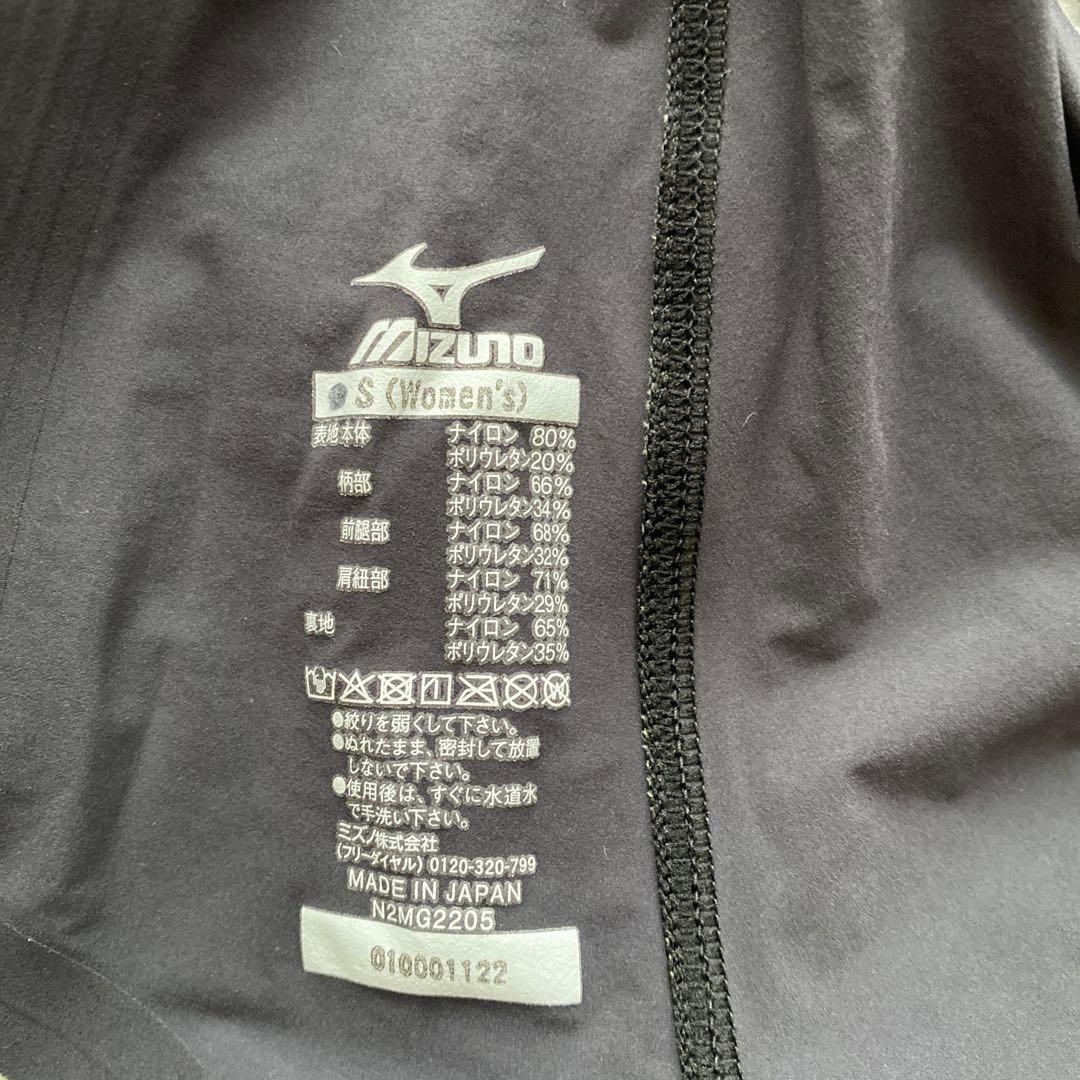 Mizuno
S (Women's)
表地本体 ナイロン 80%
ポリウレタン20%
柄部 ナイロン 66%
ポリウレタン34%
前腿部 ナイロン 68%
ポリウレタン32%
肩紐部 ナイロン 71%
ポリウレタン29%
裏地 ナイロン 65%
ポリウレタン35%
●絞りを弱くして下さい。
●ぬれたまま、密封して放置
しないで下さい。
●使用後は、すぐに水道水
で手洗い下さい。
ミズノ株式会社
(フリーダイヤル) 0120-320-799
MADE IN JAPAN
N2MG2205
010001122